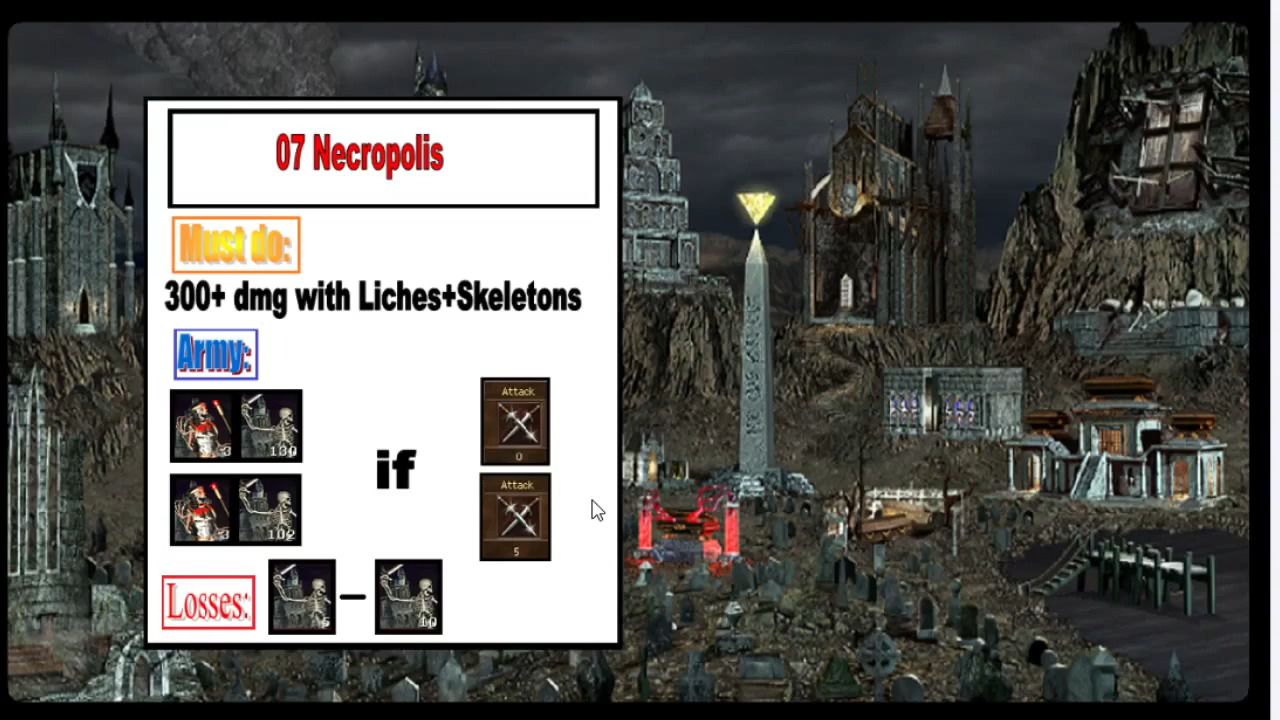 07 Necropolis
Must do:
300+ dmg with Liches+Skeletons
Army:
3 130
if
Attack
0
3 102
Attack
5
Losses: 5 – 10